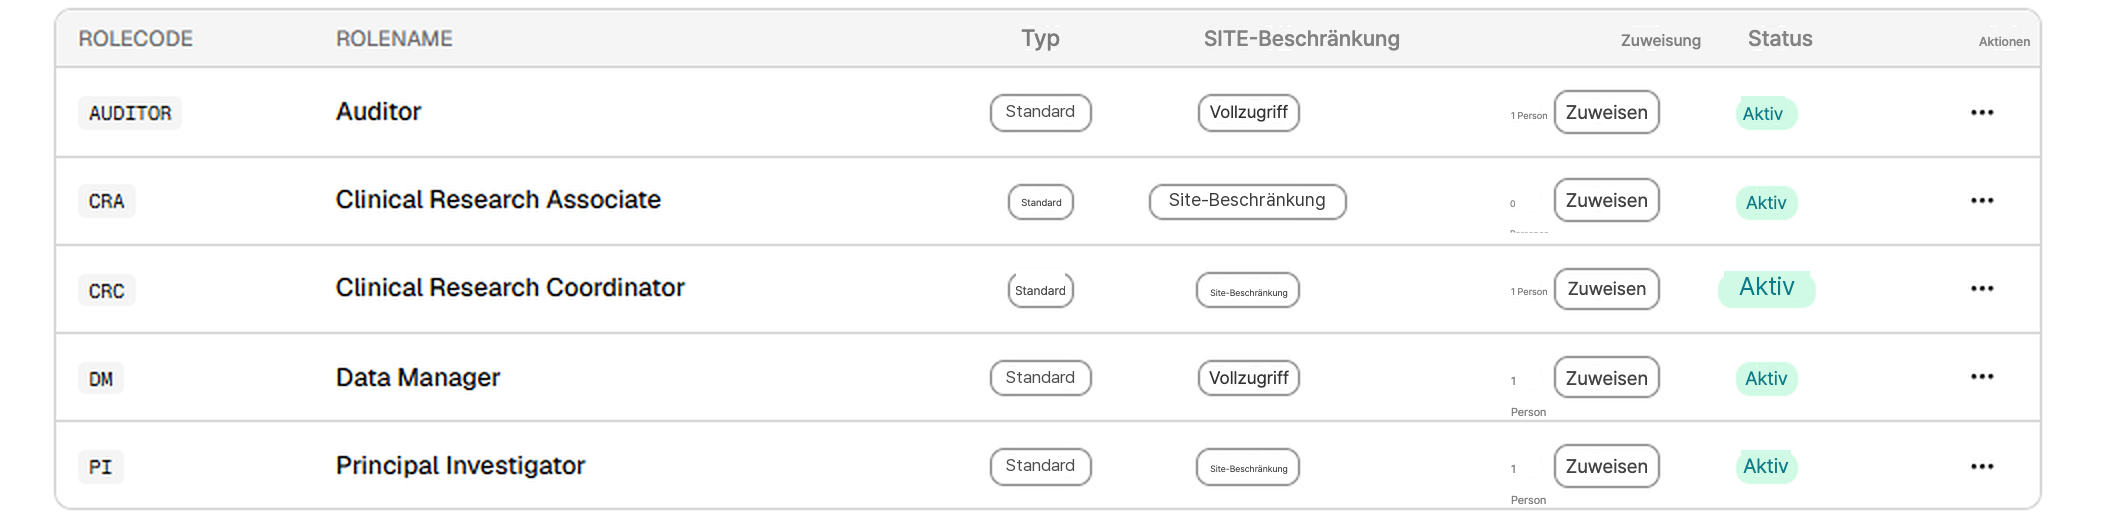 ROLECODE ROLENAME Typ SITE-Beschränkung Zuweisung Status Aktionen
AUDITOR Auditor Standard Vollzugriff 1 Person Zuweisen Aktiv
CRA Clinical Research Associate Standard Site-Beschränkung 0 Zuweisen Aktiv
CRC Clinical Research Coordinator Standard Site-Beschränkung 1 Person Zuweisen Aktiv
DM Data Manager Standard Vollzugriff 1 Zuweisen Aktiv
Person
PI Principal Investigator Standard Site-Beschränkung 1 Zuweisen Aktiv
Person